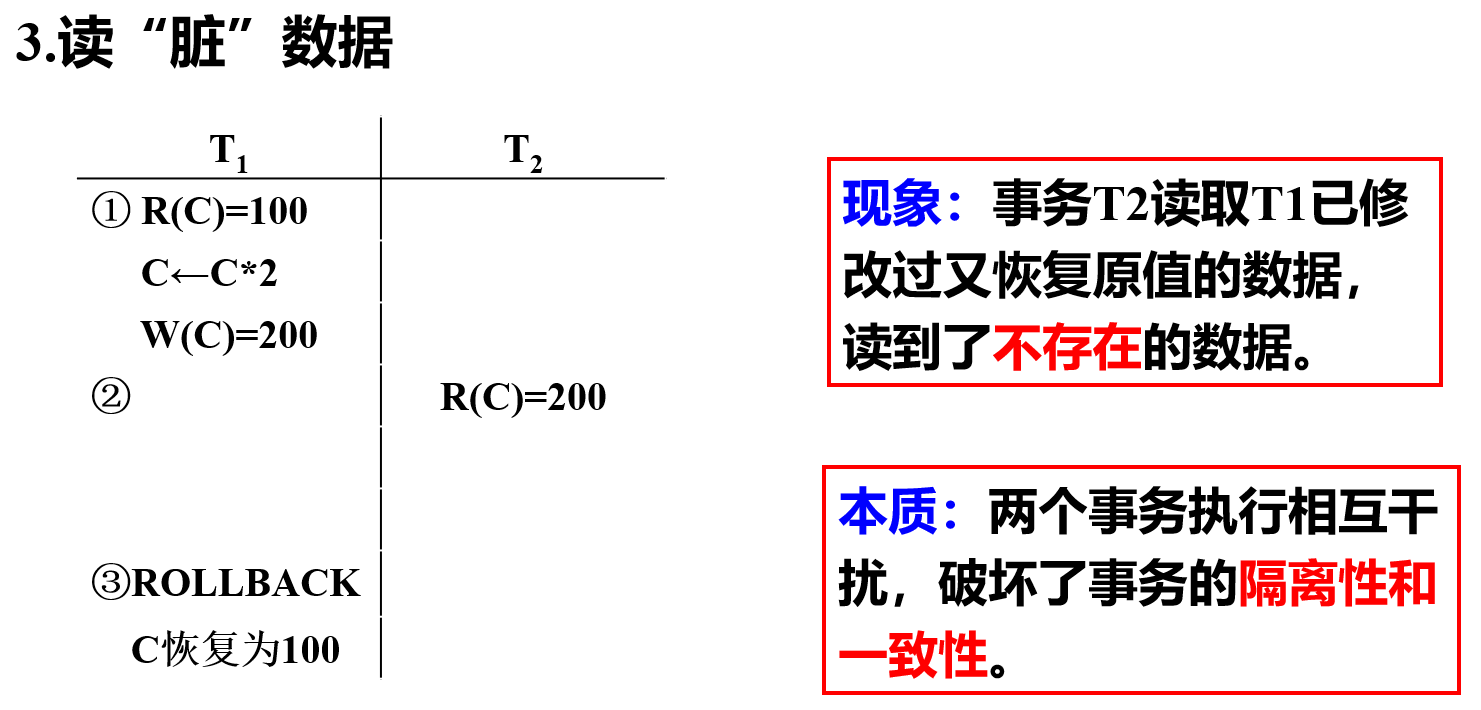 3.读“脏”数据
T1 T2
① R(C)=100
C←C*2
W(C)=200
② R(C)=200
③ROLLBACK
C恢复为100
现象：事务T2读取T1已修
改过又恢复原值的数据，
读到了不存在的数据。
本质：两个事务执行相互干
扰，破坏了事务的隔离性和
一致性。